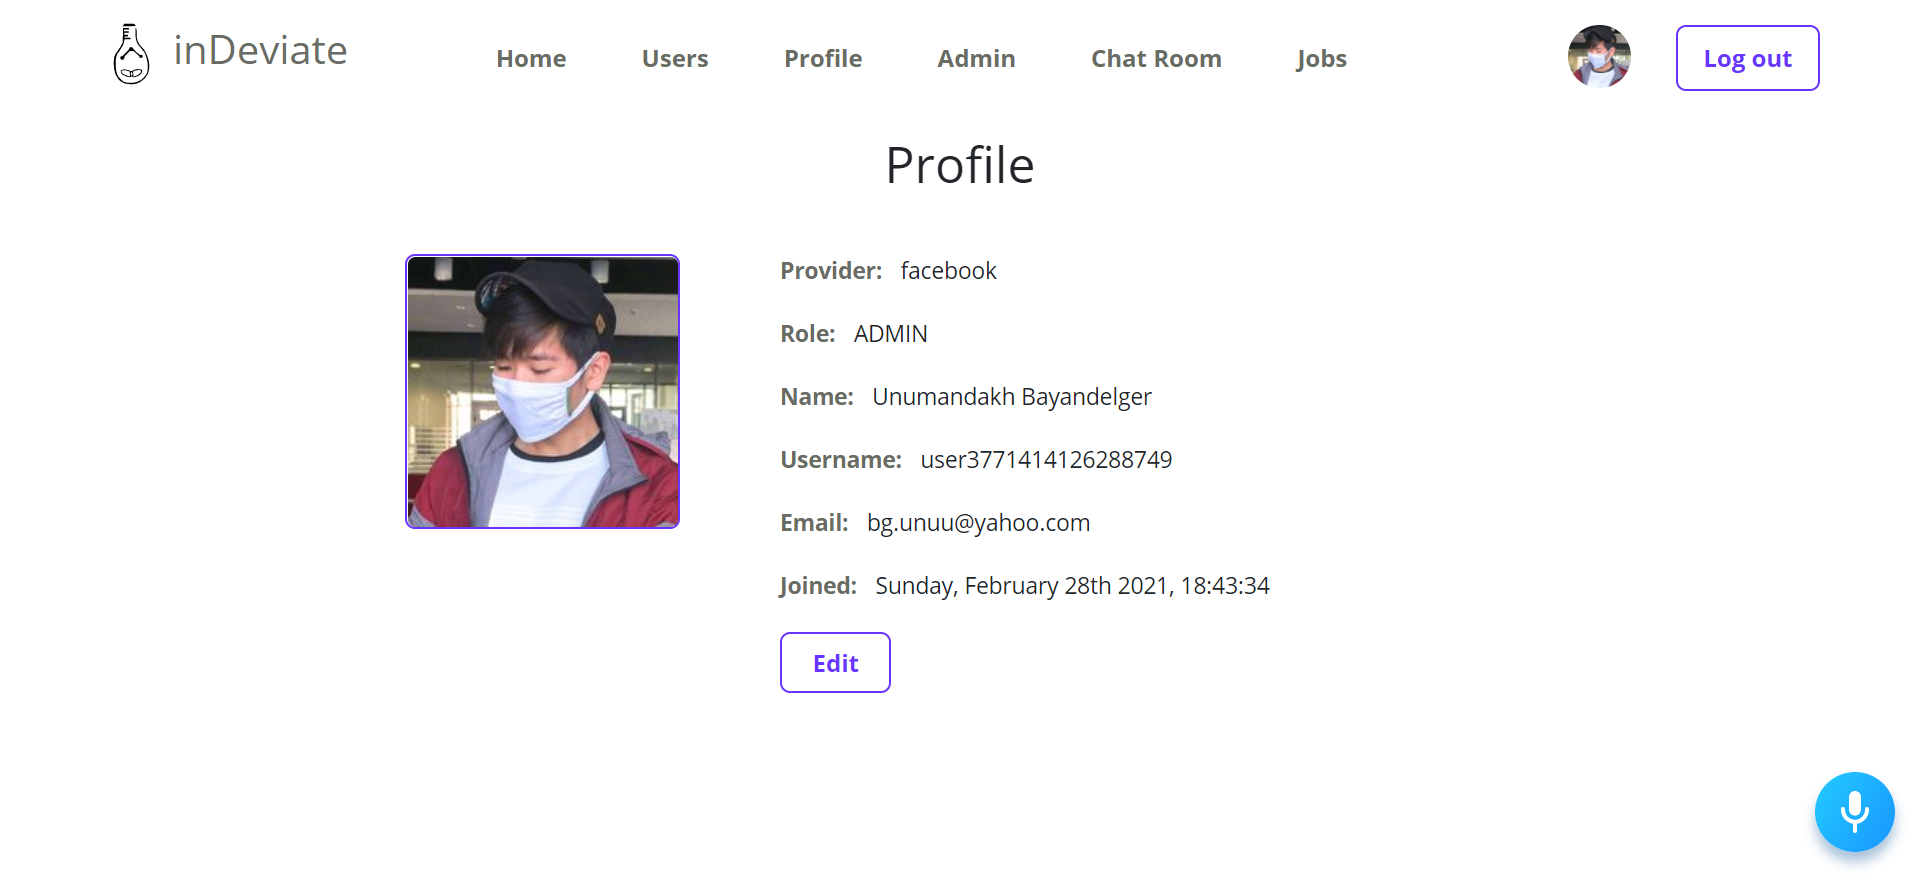 inDeviate
Home Users Profile Admin Chat Room Jobs
Log out
Profile
Provider: facebook
Role: ADMIN
Name: Unumandakh Bayandelger
Username: user3771414126288749
Email: bg.unuu@yahoo.com
Joined: Sunday, February 28th 2021, 18:43:34
Edit